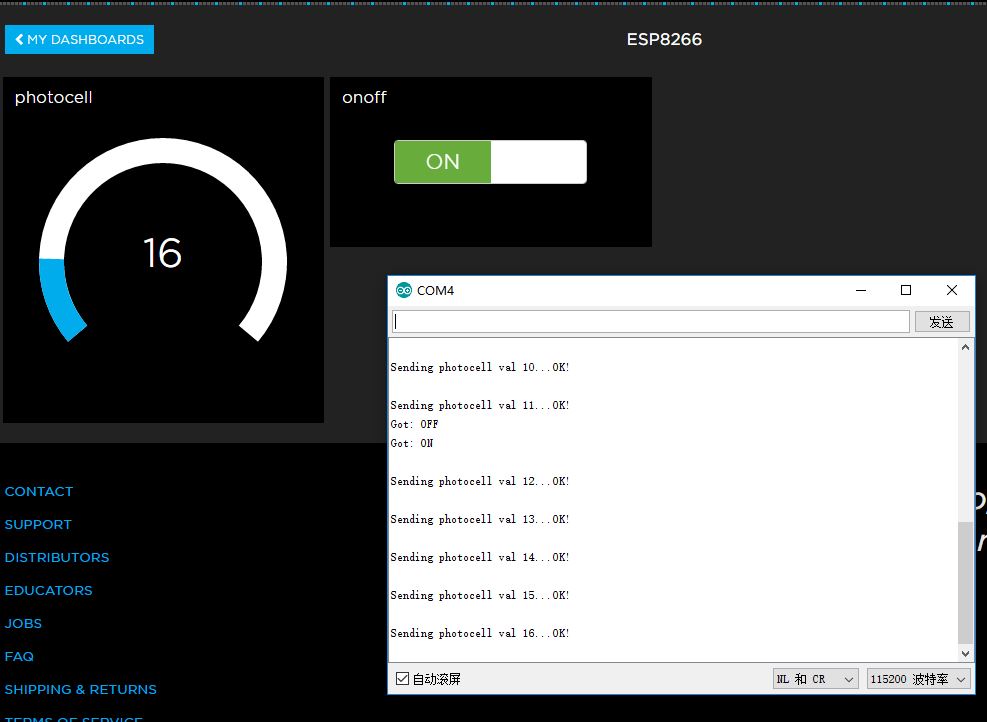 MY DASHBOARDS
ESP8266
photocell
16
onoff
ON
COM4
发送
Sending photocell val 10...OK!
Sending photocell val 11...OK!
Got: OFF
Got: ON
Sending photocell val 12...OK!
Sending photocell val 13...OK!
Sending photocell val 14...OK!
Sending photocell val 15...OK!
Sending photocell val 16...OK!
自动滚屏
NL 和 CR
115200 波特率
CONTACT
SUPPORT
DISTRIBUTORS
EDUCATORS
JOBS
FAQ
SHIPPING & RETURNS
TERMS OF SERVICE